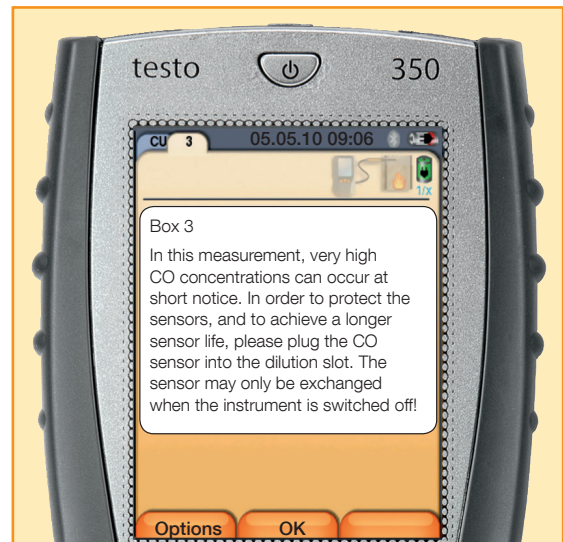 testo 350
CU 3 05.05.10 09:06
1/x
Box 3
In this measurement, very high
CO concentrations can occur at
short notice. In order to protect the
sensors, and to achieve a longer
sensor life, please plug the CO
sensor into the dilution slot. The
sensor may only be exchanged
when the instrument is switched off!
Options OK